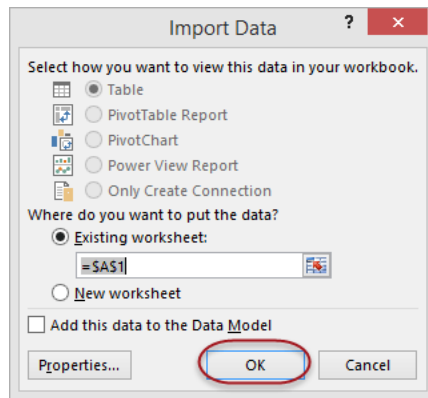 Import Data ? ×
Select how you want to view this data in your workbook.
Table
PivotTable Report
PivotChart
Power View Report
Only Create Connection
Where do you want to put the data?
Existing worksheet:
=$A$1
New worksheet
Add this data to the Data Model
Properties... OK Cancel